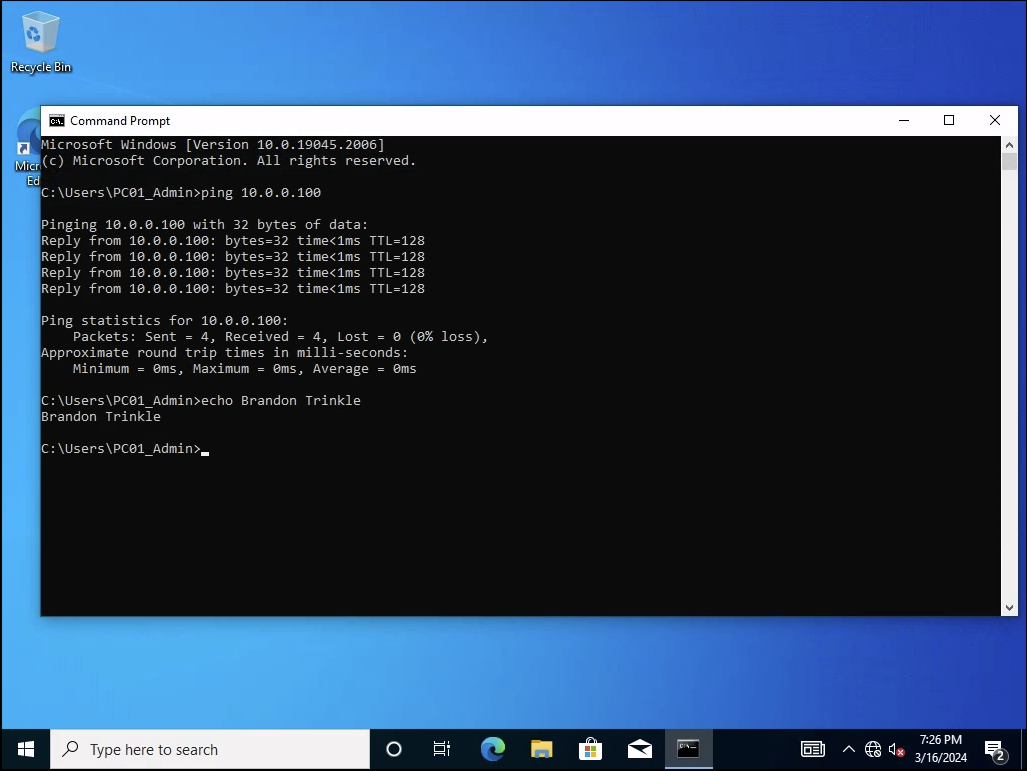 Recycle Bin
Micr
Ed
Command Prompt
Microsoft Windows [Version 10.0.19045.2006]
(c) Microsoft Corporation. All rights reserved.
C:\Users\PC01_Admin>ping 10.0.0.100
Pinging 10.0.0.100 with 32 bytes of data:
Reply from 10.0.0.100: bytes=32 time<1ms TTL=128
Reply from 10.0.0.100: bytes=32 time<1ms TTL=128
Reply from 10.0.0.100: bytes=32 time<1ms TTL=128
Reply from 10.0.0.100: bytes=32 time<1ms TTL=128
Ping statistics for 10.0.0.100:
    Packets: Sent = 4, Received = 4, Lost = 0 (0% loss),
Approximate round trip times in milli-seconds:
    Minimum = 0ms, Maximum = 0ms, Average = 0ms
C:\Users\PC01_Admin>echo Brandon Trinkle
Brandon Trinkle
C:\Users\PC01_Admin>
Type here to search
7:26 PM
3/16/2024
2